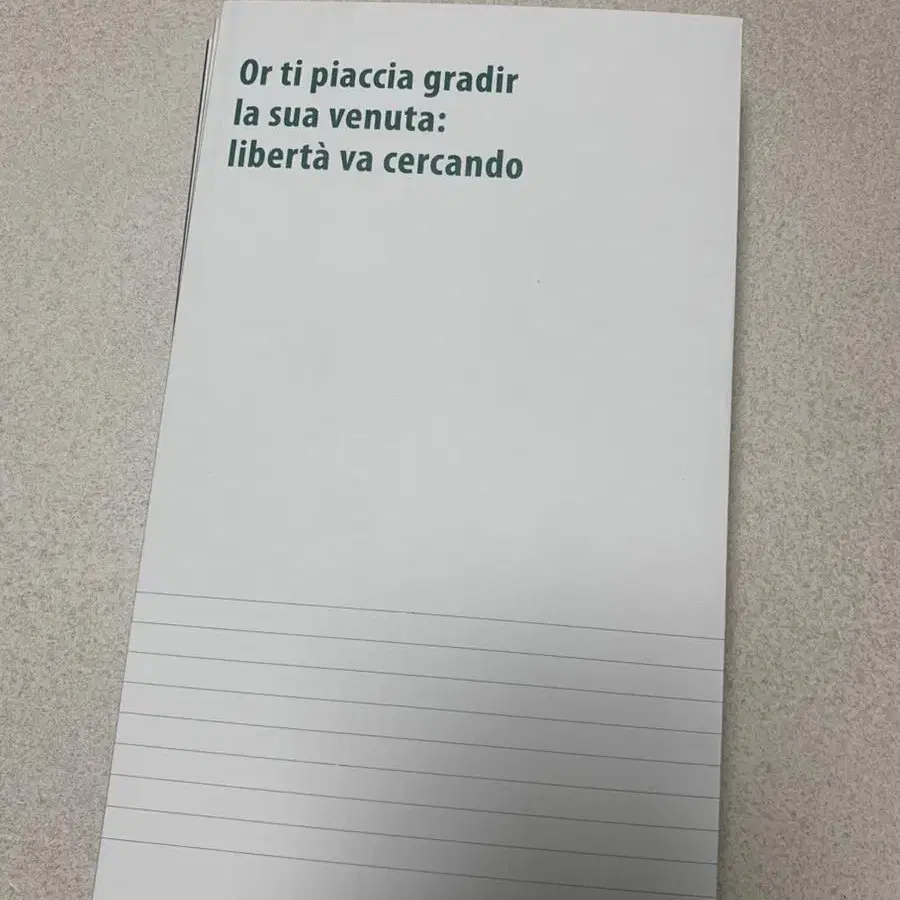 Or ti piaccia gradir
la sua venuta:
libertà va cercando